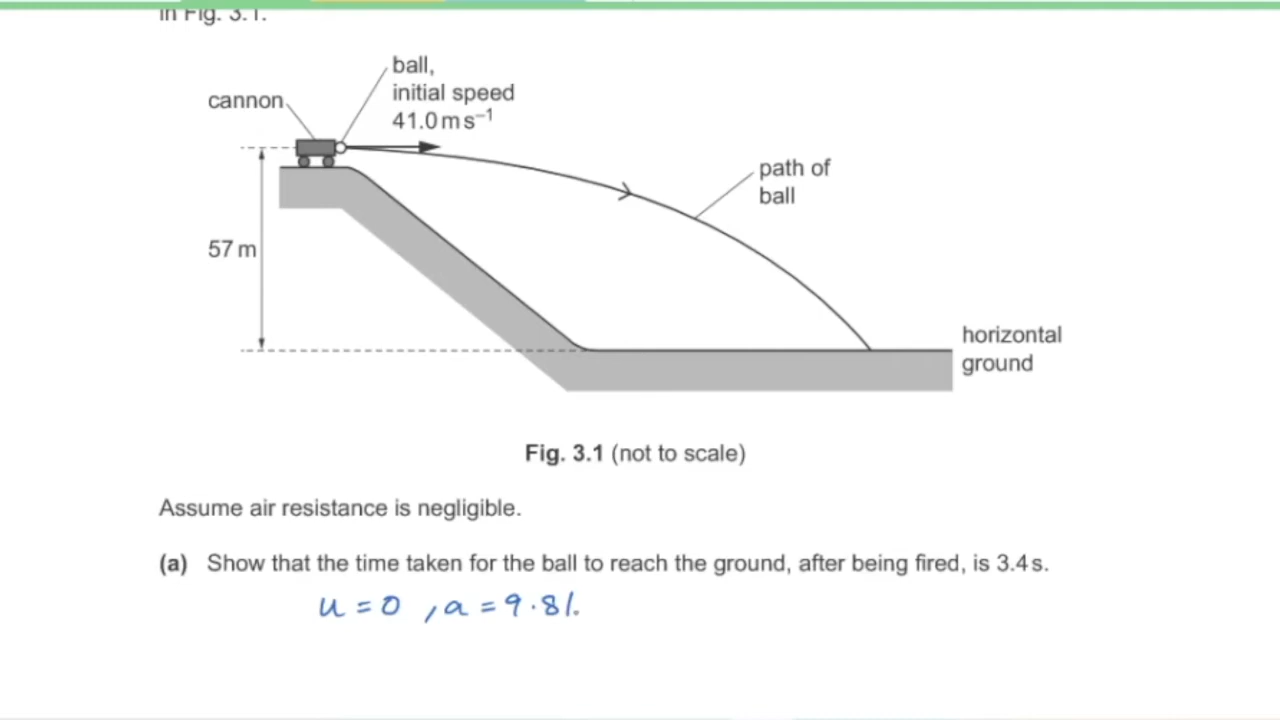 in Fig. 3.1.
ball,
initial speed
41.0 m s⁻¹
cannon
path of
ball
57 m
horizontal
ground
Fig. 3.1 (not to scale)
Assume air resistance is negligible.
(a) Show that the time taken for the ball to reach the ground, after being fired, is 3.4 s.
u = 0 , a = 9.81.